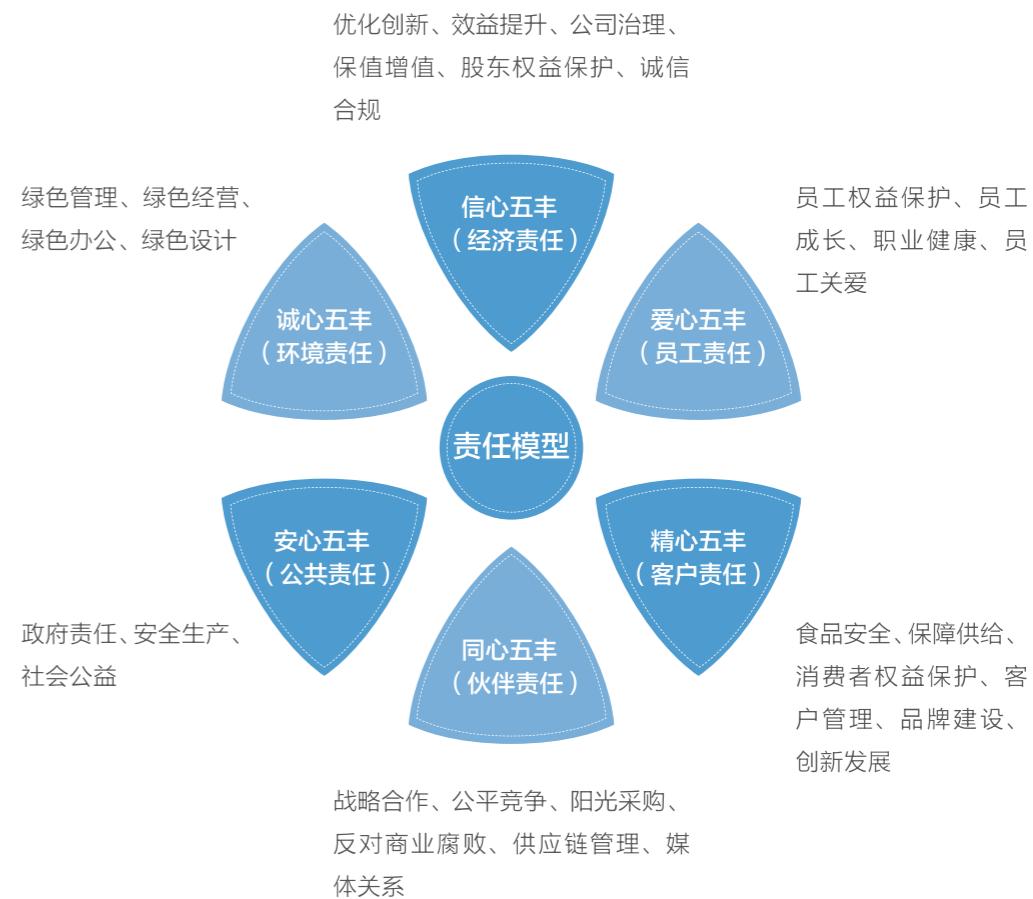 优化创新、效益提升、公司治理、
保值增值、股东权益保护、诚信
合规
信心五丰
（经济责任）
绿色管理、绿色经营、
绿色办公、绿色设计
诚心五丰
（环境责任）
员工权益保护、员工
成长、职业健康、员
工关爱
爱心五丰
（员工责任）
责任模型
安心五丰
（公共责任）
政府责任、安全生产、
社会公益
精心五丰
（客户责任）
食品安全、保障供给、
消费者权益保护、客
户管理、品牌建设、
创新发展
同心五丰
（伙伴责任）
战略合作、公平竞争、阳光采购、
反对商业腐败、供应链管理、媒
体关系